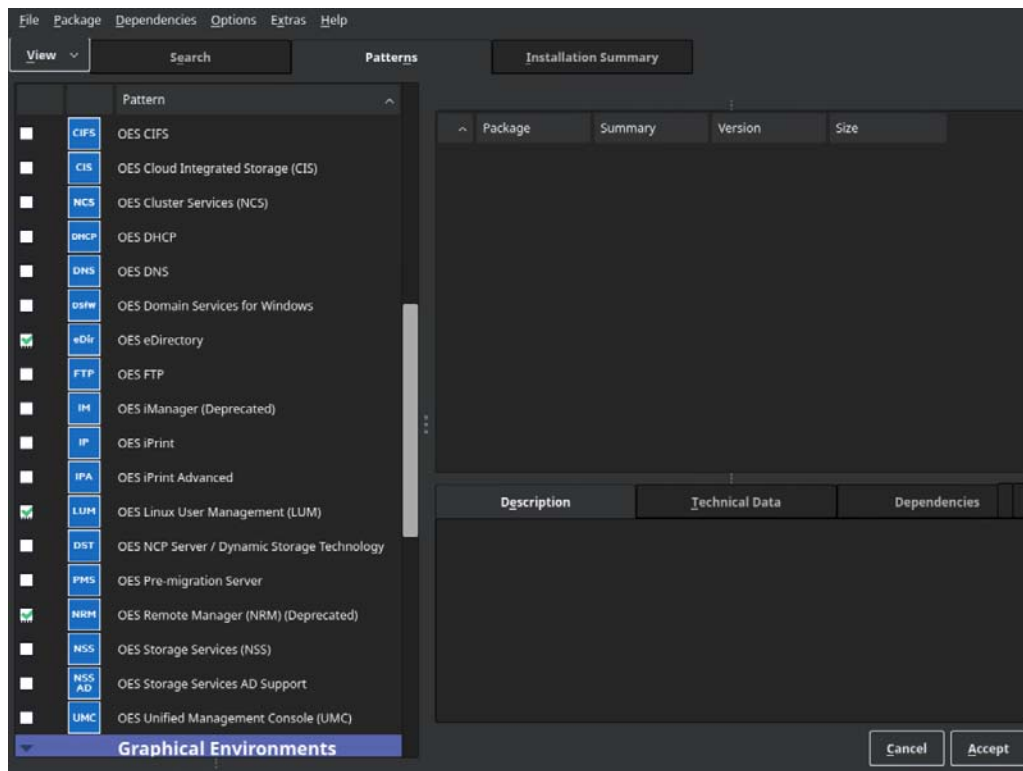 File Package Dependencies Options Extras Help
View Search Patterns Installation Summary
Pattern
CIFS OES CIFS
CIS OES Cloud Integrated Storage (CIS)
NCS OES Cluster Services (NCS)
DHCP OES DHCP
DNS OES DNS
DSfW OES Domain Services for Windows
eDir OES eDirectory
FTP OES FTP
IM OES iManager (Deprecated)
IP OES iPrint
IPA OES iPrint Advanced
LUM OES Linux User Management (LUM)
DST OES NCP Server / Dynamic Storage Technology
PMS OES Pre-migration Server
NRM OES Remote Manager (NRM) (Deprecated)
NSS OES Storage Services (NSS)
NSS AD OES Storage Services AD Support
UMC OES Unified Management Console (UMC)
Graphical Environments
Package Summary Version Size
Description Technical Data Dependencies
Cancel Accept